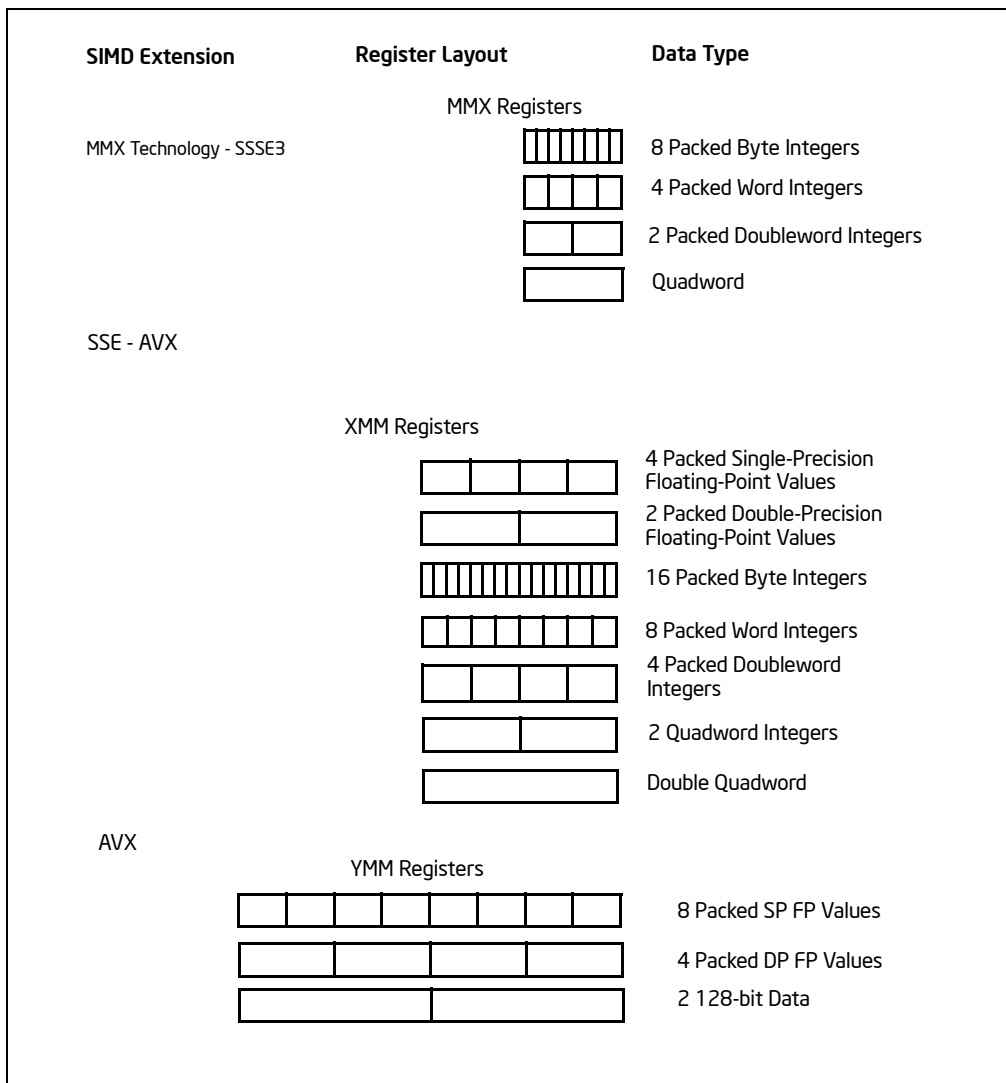 SIMD Extension Register Layout Data Type
MMX Registers
MMX Technology - SSSE3 8 Packed Byte Integers
4 Packed Word Integers
2 Packed Doubleword Integers
Quadword
SSE - AVX
XMM Registers
4 Packed Single-Precision
Floating-Point Values
2 Packed Double-Precision
Floating-Point Values
16 Packed Byte Integers
8 Packed Word Integers
4 Packed Doubleword
Integers
2 Quadword Integers
Double Quadword
AVX
YMM Registers
8 Packed SP FP Values
4 Packed DP FP Values
2 128-bit Data